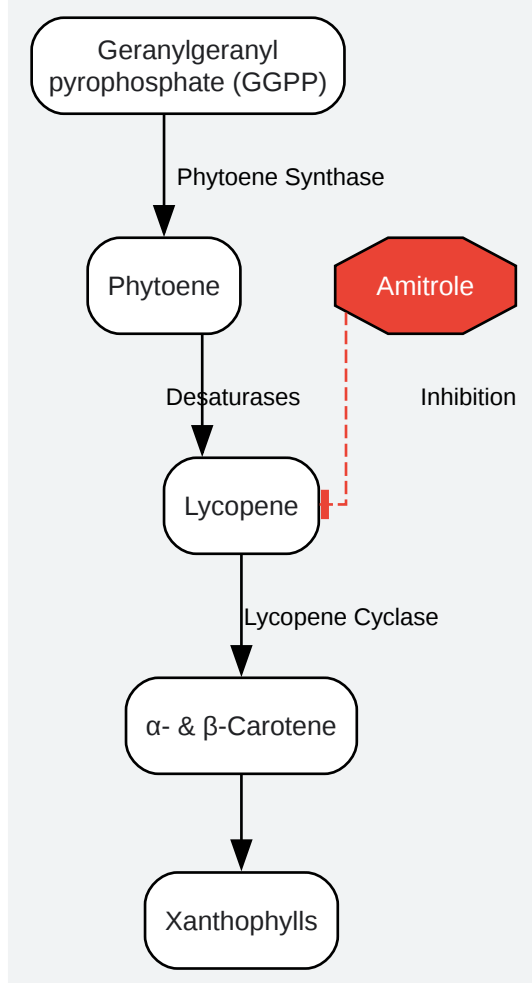 Geranylgeranyl
pyrophosphate (GGPP)
Phytoene Synthase
Phytoene
Amitrole
Desaturases
Inhibition
Lycopene
Lycopene Cyclase
α- & β-Carotene
Xanthophylls